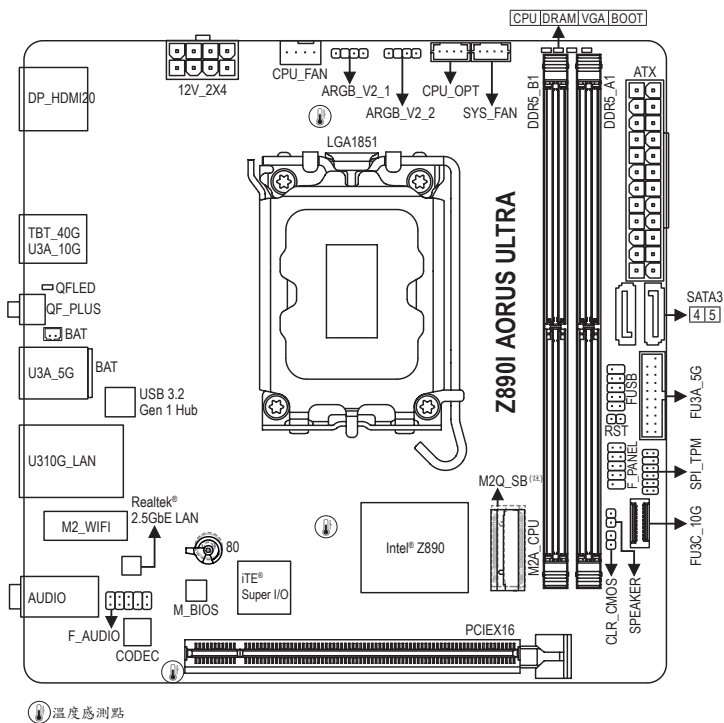 CPU DRAM VGA BOOT
12V_2X4
CPU_FAN
ARGB_V2_1
ARGB_V2_2
CPU_OPT
SYS_FAN
DDR5_B1
DDR5_A1
ATX
DP_HDMI20
LGA1851
TBT_40G
U3A_10G
QFLED
QF_PLUS
BAT
U3A_5G
BAT
USB 3.2
Gen 1 Hub
Z890I AORUS ULTRA
SATA3
4 5
FUSB
FU3A_5G
RST
F_PANEL
SPI_TPM
U310G_LAN
M2Q_SB(註)
Realtek®
2.5GbE LAN
M2_WIFI
80
Intel® Z890
M2A_CPU
FU3C_10G
iTE®
Super I/O
M_BIOS
CLR_CMOS
SPEAKER
AUDIO
F_AUDIO
CODEC
PCIEX16
溫度感測點